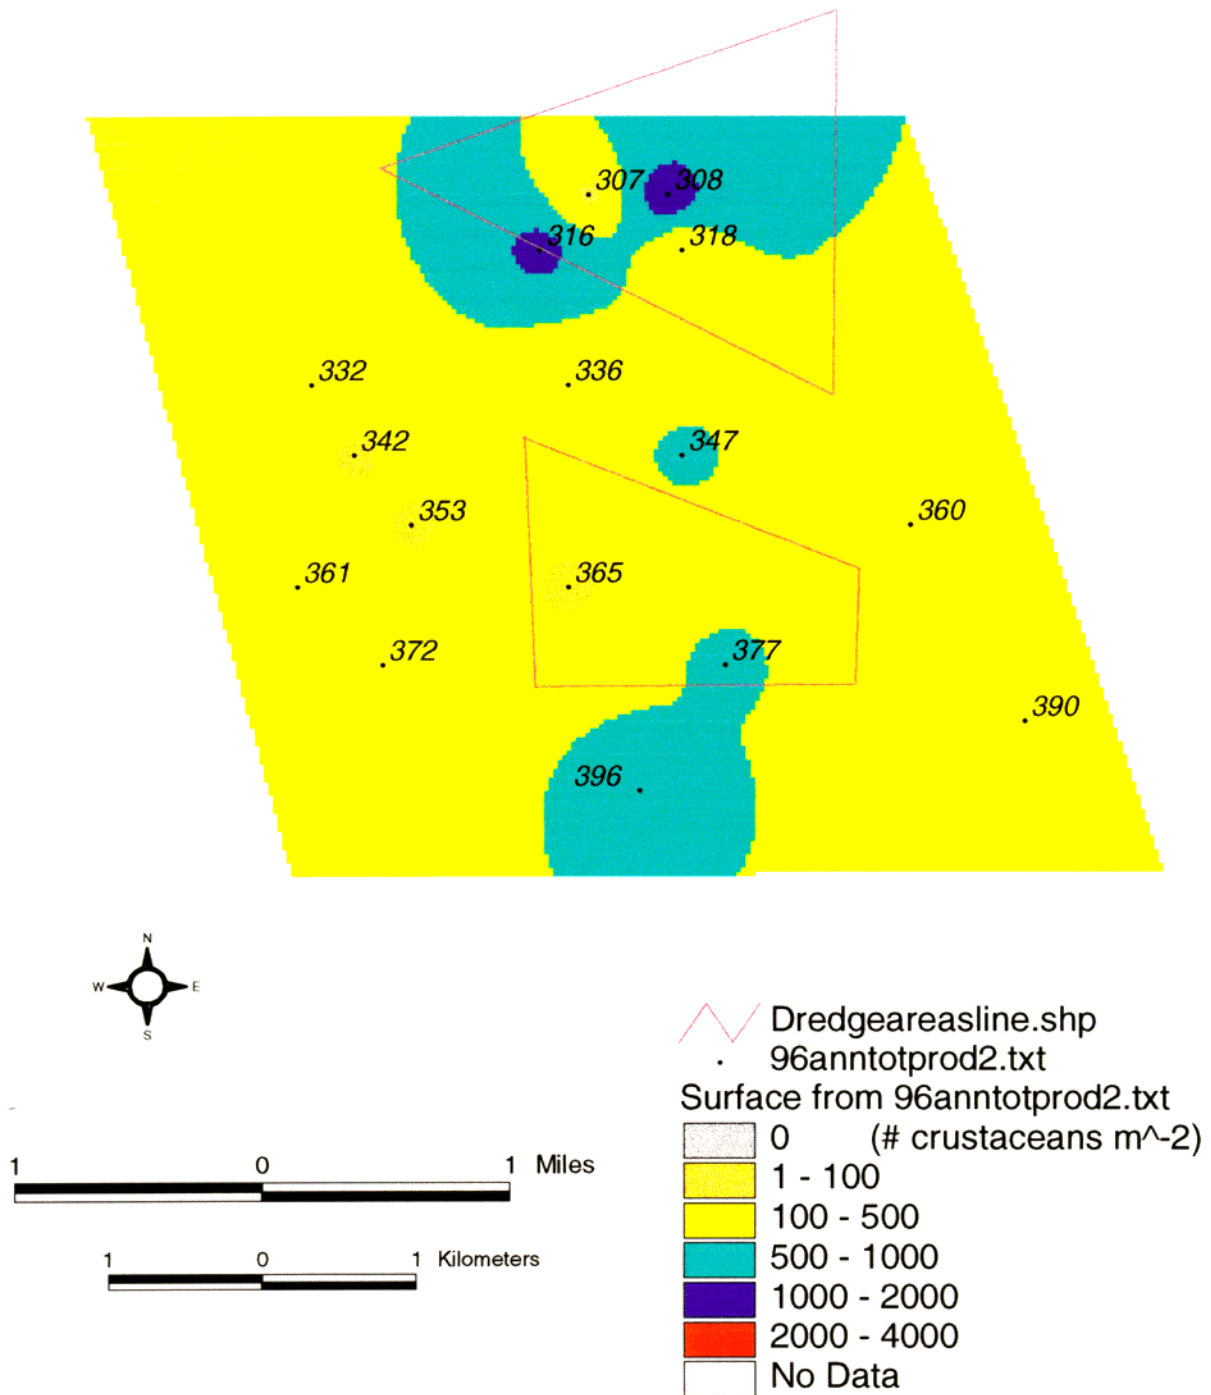 307
308
316
318
332
336
342
347
353
360
361
365
372
377
390
396
N
W
E
S
Dredgeareasline.shp
96anntotprod2.txt
Surface from 96anntotprod2.txt
0 (# crustaceans m^-2)
1 - 100
100 - 500
500 - 1000
1000 - 2000
2000 - 4000
No Data
1 0 1 Miles
1 0 1 Kilometers